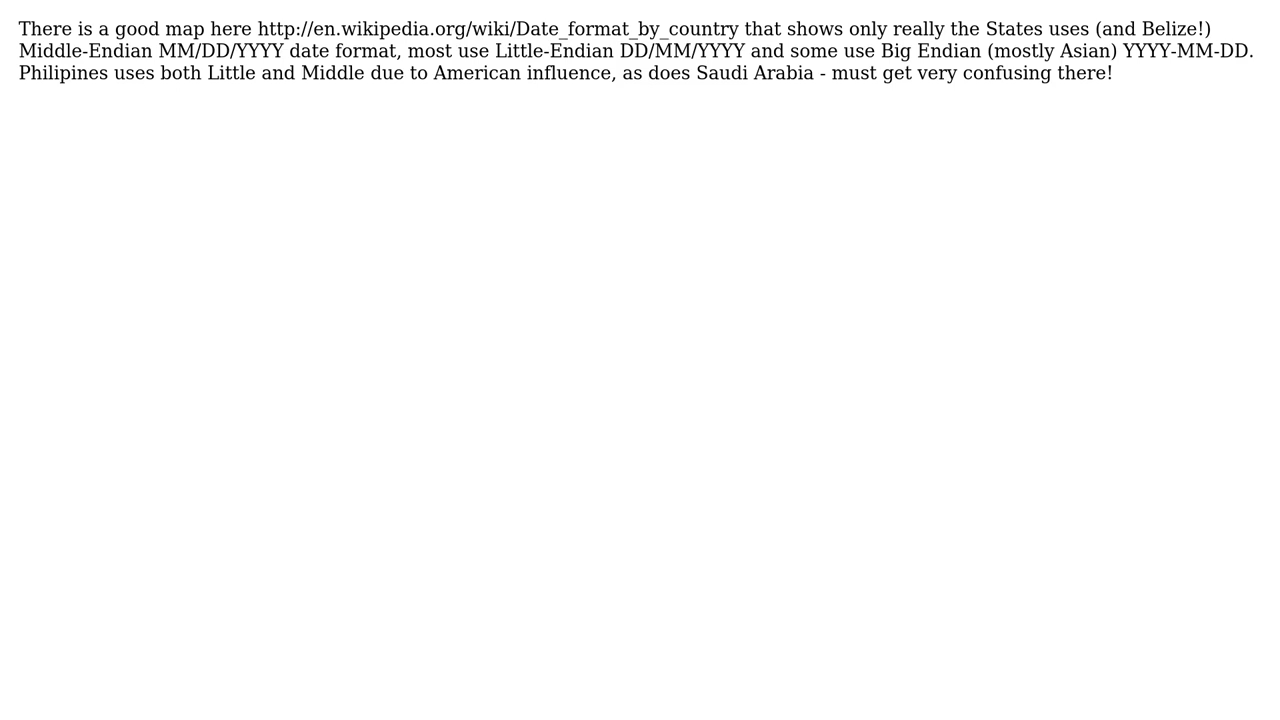 There is a good map here http://en.wikipedia.org/wiki/Date_format_by_country that shows only really the States uses (and Belize!)
Middle-Endian MM/DD/YYYY date format, most use Little-Endian DD/MM/YYYY and some use Big Endian (mostly Asian) YYYY-MM-DD.
Philipines uses both Little and Middle due to American influence, as does Saudi Arabia - must get very confusing there!